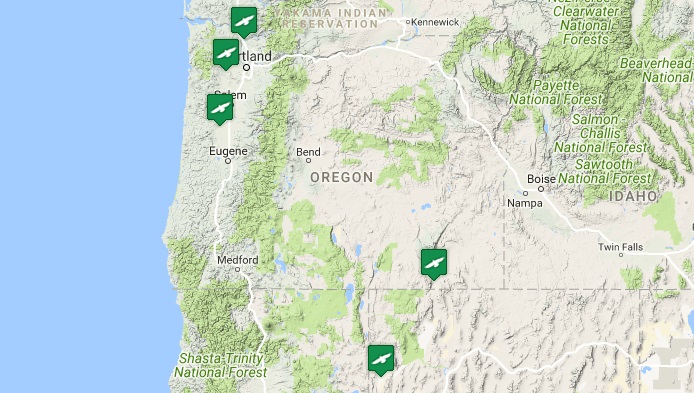 YAKAMA INDIAN
RESERVATION
Kennewick
Clearwater
National
Forests
Beaverhead-
National
rtland
Payette
National Forest
Salem
Salmon -
Challis
National Forest
Eugene
Bend
Sawtooth
National Forest
OREGON
Boise
Nampa
IDAHO
Twin Falls
Medford
Shasta-Trinity
National Forest